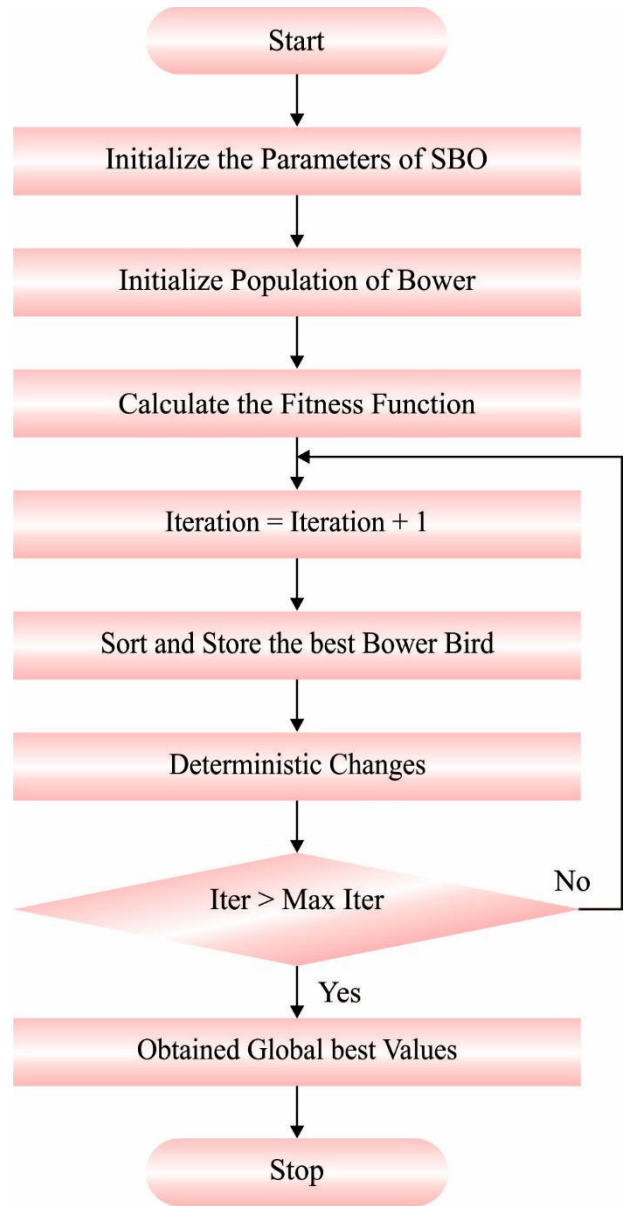 Start
Initialize the Parameters of SBO
Initialize Population of Bower
Calculate the Fitness Function
Iteration = Iteration + 1
Sort and Store the best Bower Bird
Deterministic Changes
Iter > Max Iter
No
Yes
Obtained Global best Values
Stop